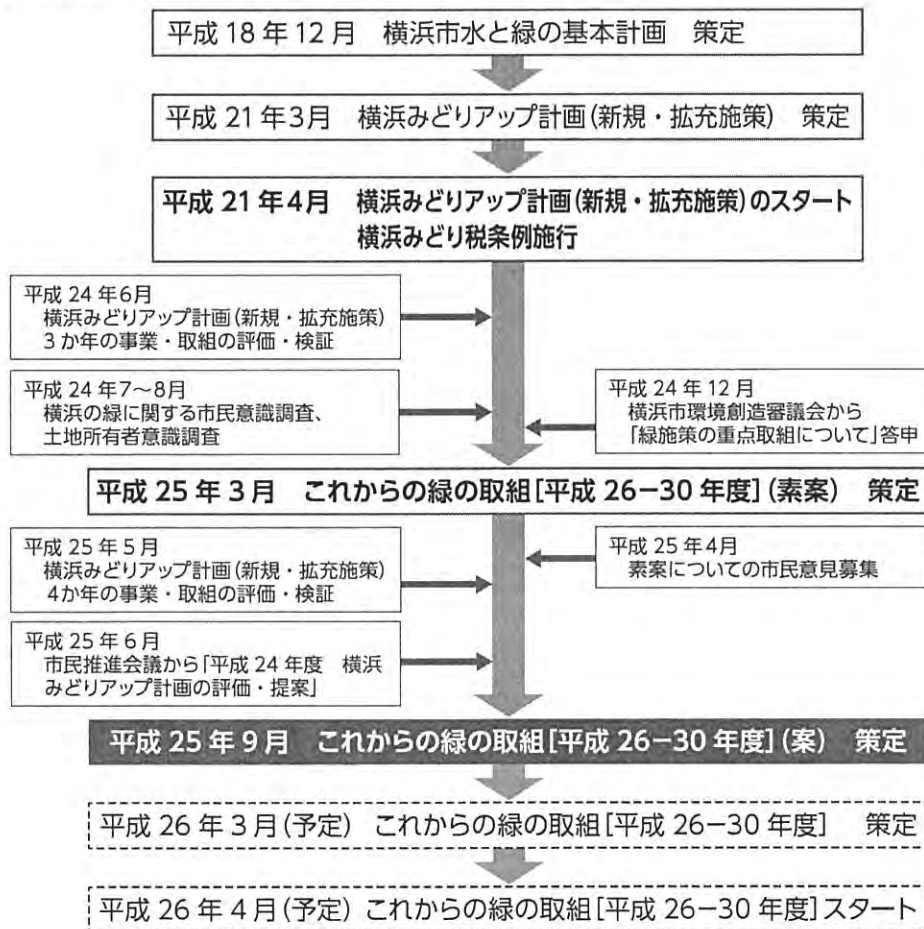 平成 18 年 12 月　横浜市水と緑の基本計画　策定
平成 21 年3月　横浜みどりアップ計画(新規・拡充施策)　策定
平成 21 年4月　横浜みどりアップ計画(新規・拡充施策)のスタート
横浜みどり税条例施行
平成 24 年6月
横浜みどりアップ計画(新規・拡充施策)
3 か年の事業・取組の評価・検証
平成 24 年7～8月
横浜の緑に関する市民意識調査、
土地所有者意識調査
平成 24 年 12 月
横浜市環境創造審議会から
「緑施策の重点取組について」答申
平成 25 年 3 月　これからの緑の取組[平成 26－30 年度](素案)　策定
平成 25 年 5 月
横浜みどりアップ計画(新規・拡充施策)
4か年の事業・取組の評価・検証
平成 25 年4月
素案についての市民意見募集
平成 25 年 6 月
市民推進会議から「平成 24 年度　横浜
みどりアップ計画の評価・提案」
平成 25 年 9 月　これからの緑の取組[平成 26－30 年度](案)　策定
平成 26 年 3 月(予定)　これからの緑の取組[平成 26－30 年度]　策定
平成 26 年 4 月(予定)　これからの緑の取組[平成 26－30 年度]スタート